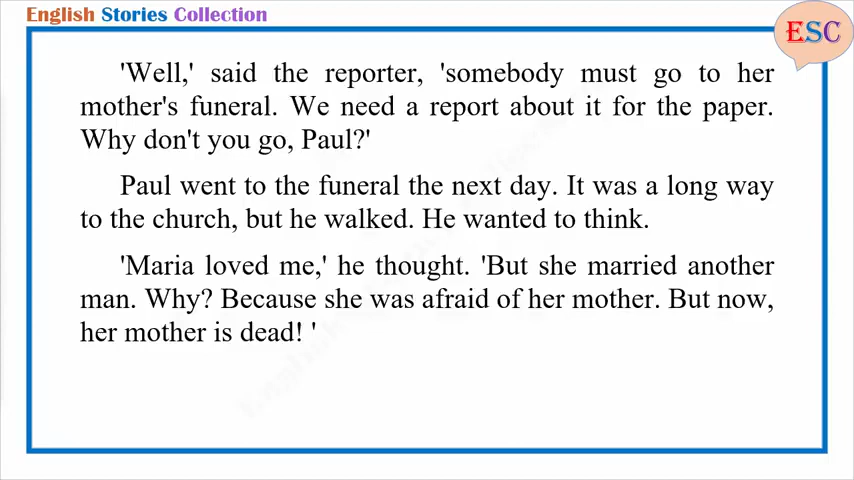 English Stories Collection
ESC
'Well,' said the reporter, 'somebody must go to her
mother's funeral. We need a report about it for the paper.
Why don't you go, Paul?'
Paul went to the funeral the next day. It was a long way
to the church, but he walked. He wanted to think.
'Maria loved me,' he thought. 'But she married another
man. Why? Because she was afraid of her mother. But now,
her mother is dead! '